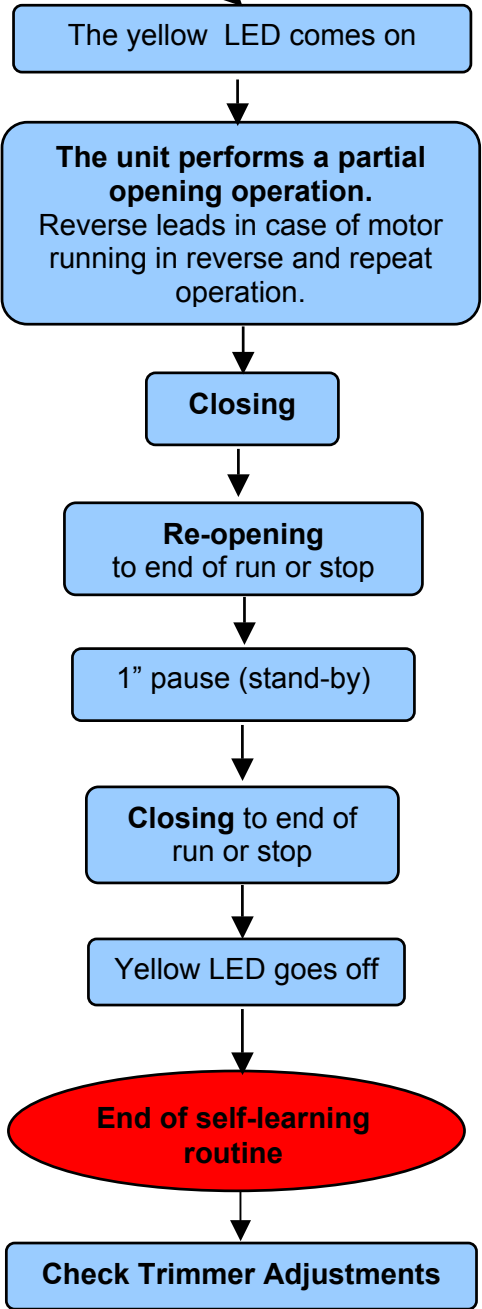 The yellow  LED comes on
The unit performs a partial
opening operation.
Reverse leads in case of motor
running in reverse and repeat
operation.
Closing
Re-opening
to end of run or stop
1” pause (stand-by)
Closing to end of
run or stop
Yellow LED goes off
End of self-learning
routine
Check Trimmer Adjustments